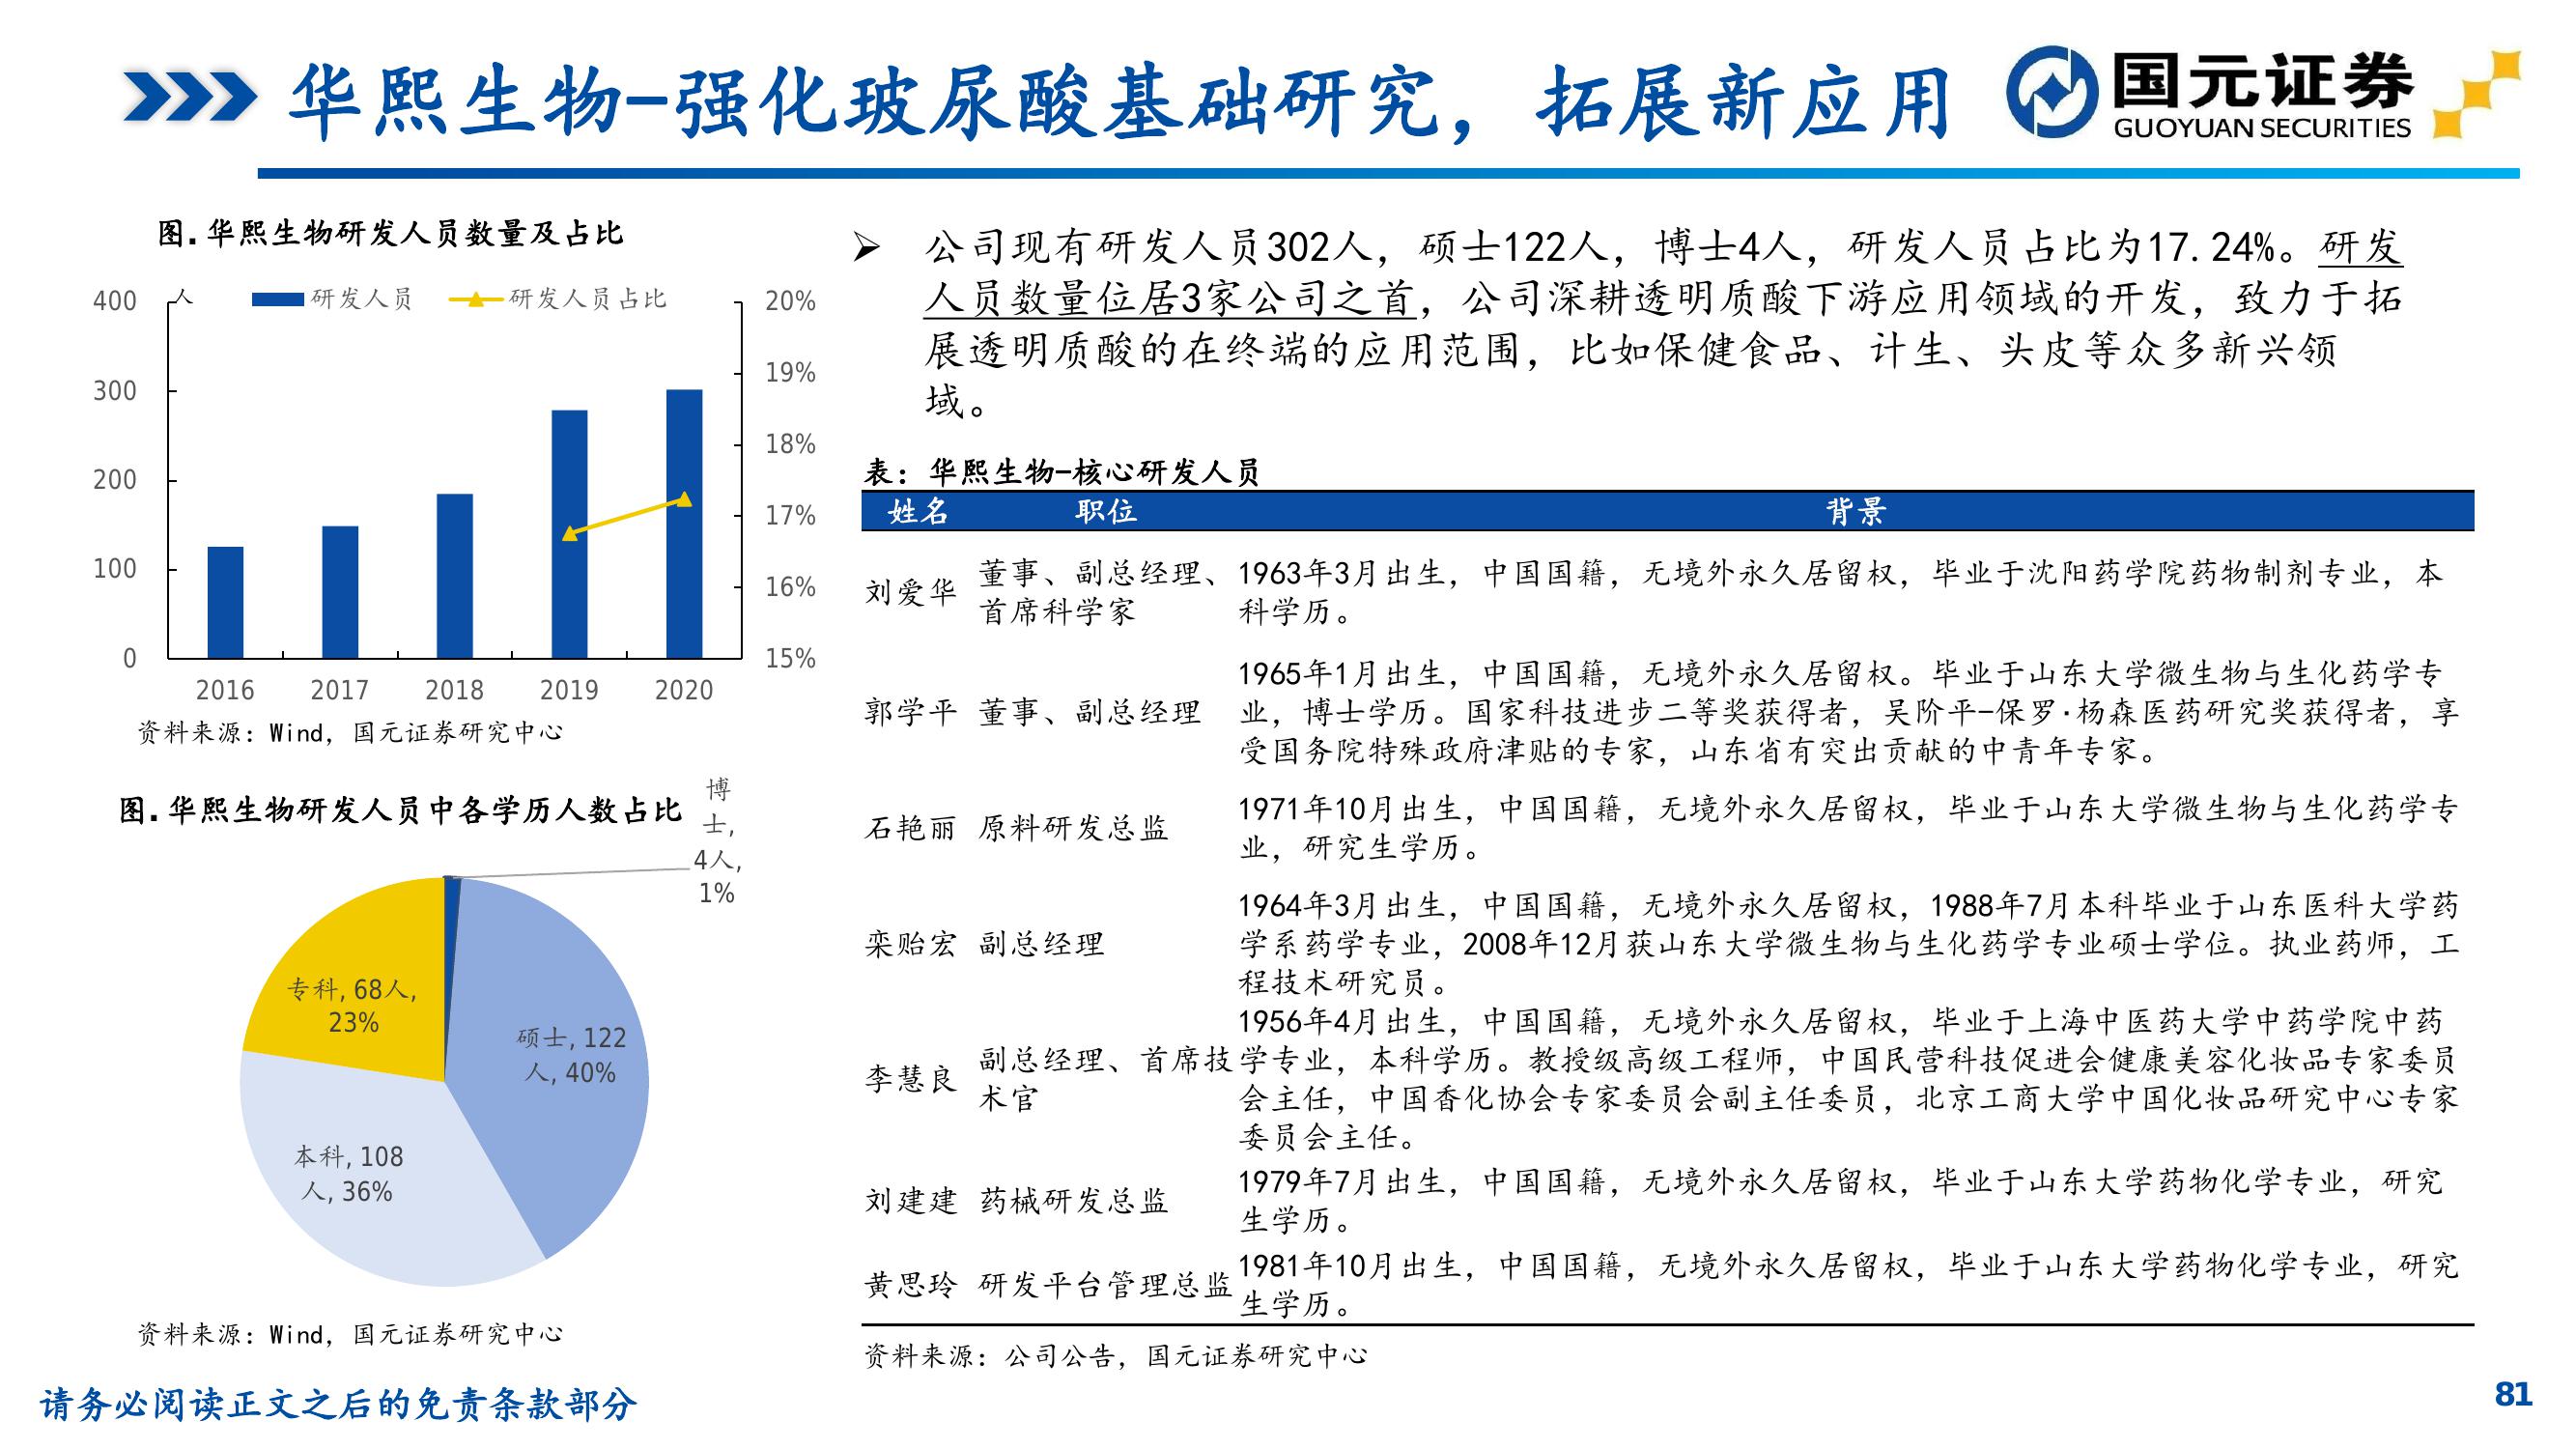 华熙生物-强化玻尿酸基础研究，拓展新应用
国元证券
GUOYUAN SECURITIES
图.华熙生物研发人员数量及占比
人
研发人员
研发人员占比
400
300
200
100
0
20%
19%
18%
17%
16%
15%
2016 2017 2018 2019 2020
资料来源：Wind，国元证券研究中心
图.华熙生物研发人员中各学历人数占比
博
士,
4人,
1%
专科, 68人,
23%
硕士, 122
人, 40%
本科, 108
人, 36%
资料来源：Wind，国元证券研究中心
➢ 公司现有研发人员302人，硕士122人，博士4人，研发人员占比为17.24%。研发
人员数量位居3家公司之首，公司深耕透明质酸下游应用领域的开发，致力于拓
展透明质酸的在终端的应用范围，比如保健食品、计生、头皮等众多新兴领
域。
表：华熙生物-核心研发人员
姓名 职位 背景
刘爱华
董事、副总经理、
首席科学家
1963年3月出生，中国国籍，无境外永久居留权，毕业于沈阳药学院药物制剂专业，本
科学历。
郭学平 董事、副总经理
1965年1月出生，中国国籍，无境外永久居留权。毕业于山东大学微生物与生化药学专
业，博士学历。国家科技进步二等奖获得者，吴阶平-保罗·杨森医药研究奖获得者，享
受国务院特殊政府津贴的专家，山东省有突出贡献的中青年专家。
石艳丽 原料研发总监
1971年10月出生，中国国籍，无境外永久居留权，毕业于山东大学微生物与生化药学专
业，研究生学历。
栾贻宏 副总经理
1964年3月出生，中国国籍，无境外永久居留权，1988年7月本科毕业于山东医科大学药
学系药学专业，2008年12月获山东大学微生物与生化药学专业硕士学位。执业药师，工
程技术研究员。
李慧良
副总经理、首席技
术官
1956年4月出生，中国国籍，无境外永久居留权，毕业于上海中医药大学中药学院中药
学专业，本科学历。教授级高级工程师，中国民营科技促进会健康美容化妆品专家委员
会主任，中国香化协会专家委员会副主任委员，北京工商大学中国化妆品研究中心专家
委员会主任。
刘建建 药械研发总监
1979年7月出生，中国国籍，无境外永久居留权，毕业于山东大学药物化学专业，研究
生学历。
黄思玲 研发平台管理总监
1981年10月出生，中国国籍，无境外永久居留权，毕业于山东大学药物化学专业，研究
生学历。
资料来源：公司公告，国元证券研究中心
请务必阅读正文之后的免责条款部分
81